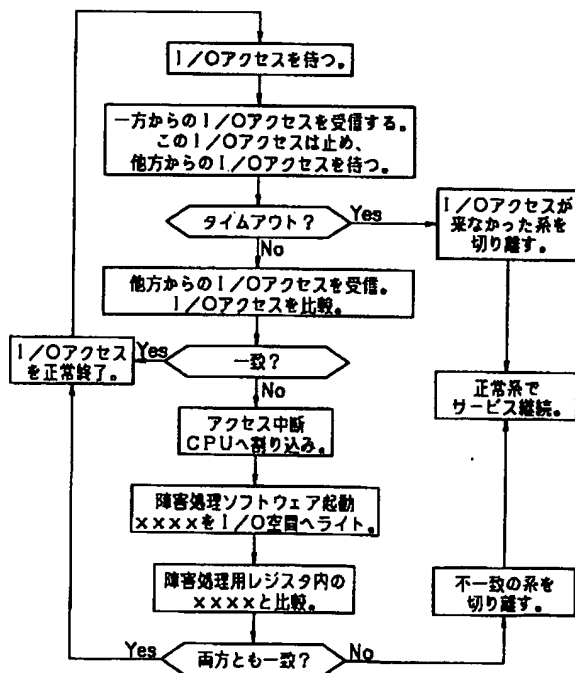 I/Oアクセスを待つ。
一方からのI/Oアクセスを受信する。
このI/Oアクセスは止め、
他方からのI/Oアクセスを待つ。
タイムアウト?
Yes
No
I/Oアクセスが
来なかった系を
切り離す。
他方からのI/Oアクセスを受信。
I/Oアクセスを比較。
一致?
Yes
No
I/Oアクセス
を正常終了。
正常系で
サービス継続。
アクセス中断
CPUへ割り込み。
障害処理ソフトウェア起動
××××をI/O空間へライト。
障害処理用レジスタ内の
××××と比較。
不一致の系を
切り離す。
両方とも一致?
Yes
No